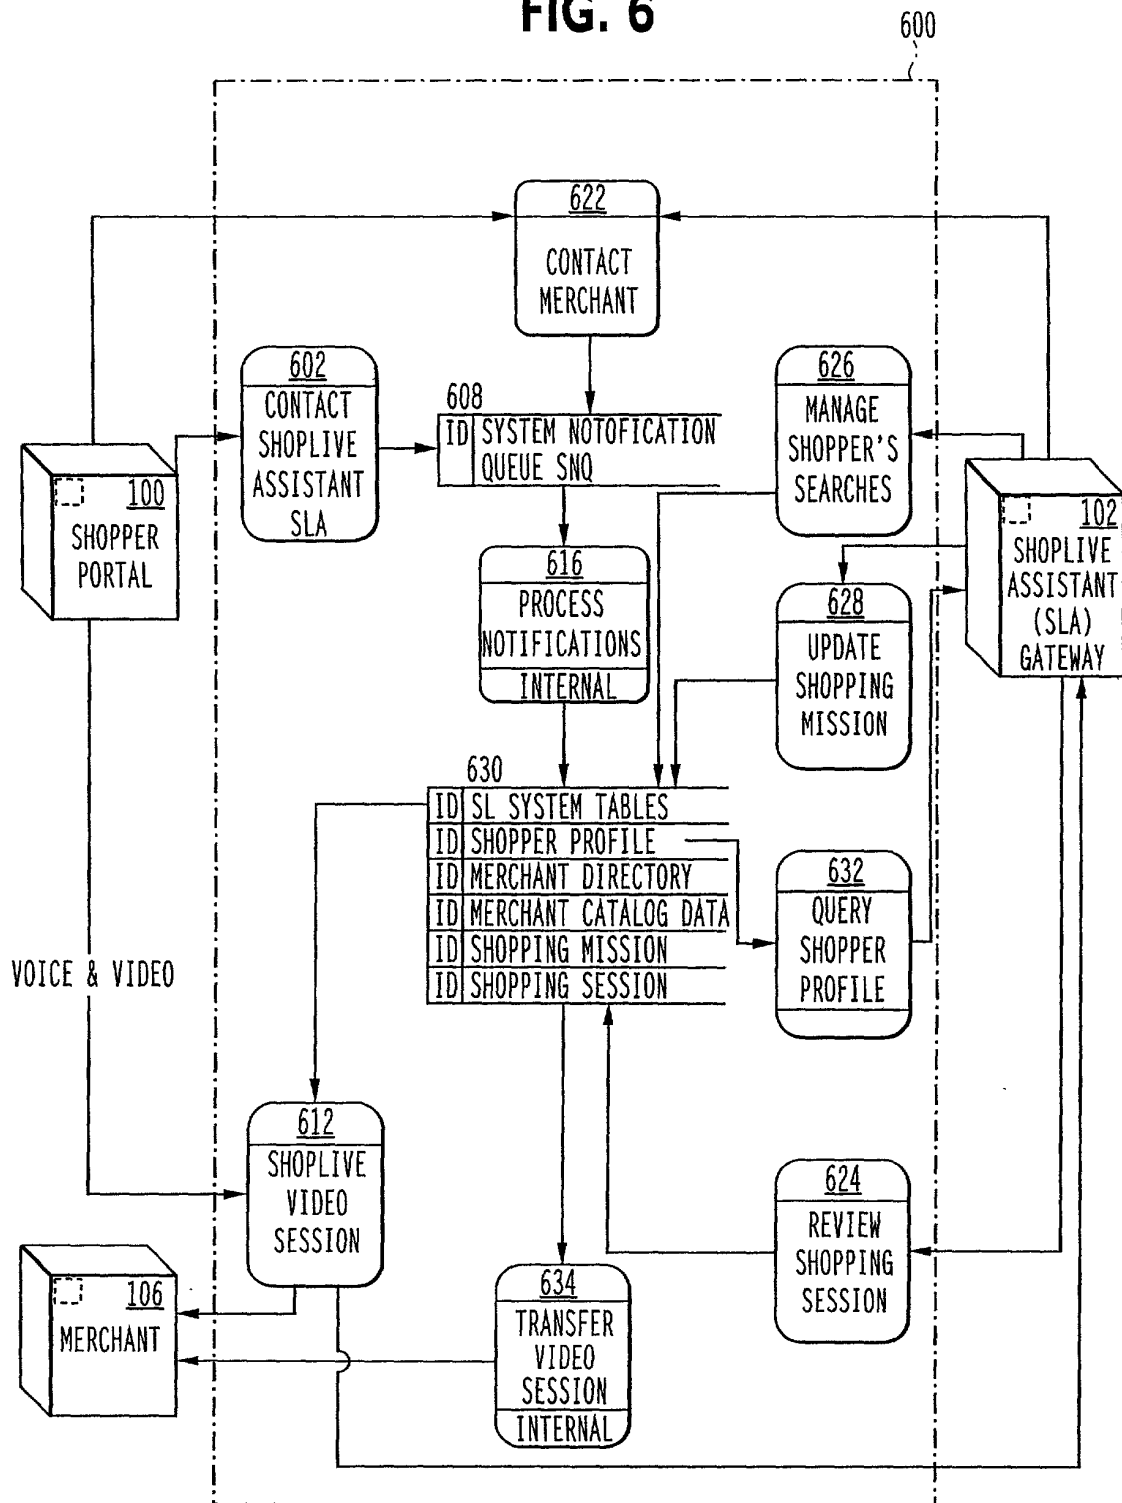 FIG. 6
600
622
CONTACT
MERCHANT
602
CONTACT
SHOPLIVE
ASSISTANT
SLA
608
ID SYSTEM NOTOFICATION
QUEUE SNQ
626
MANAGE
SHOPPER'S
SEARCHES
100
SHOPPER
PORTAL
102
SHOPLIVE
ASSISTANT
(SLA)
GATEWAY
616
PROCESS
NOTIFICATIONS
INTERNAL
628
UPDATE
SHOPPING
MISSION
630
ID SL SYSTEM TABLES
ID SHOPPER PROFILE
ID MERCHANT DIRECTORY
ID MERCHANT CATALOG DATA
ID SHOPPING MISSION
ID SHOPPING SESSION
632
QUERY
SHOPPER
PROFILE
VOICE & VIDEO
612
SHOPLIVE
VIDEO
SESSION
624
REVIEW
SHOPPING
SESSION
106
MERCHANT
634
TRANSFER
VIDEO
SESSION
INTERNAL